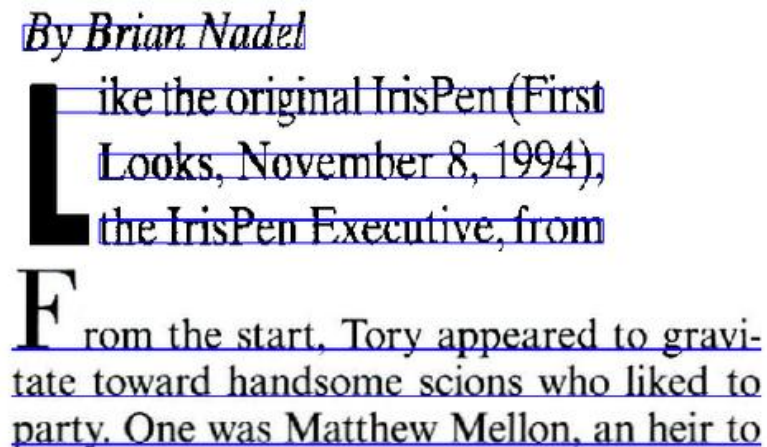 By Brian Nadel
Like the original IrisPen (First
Looks, November 8, 1994),
the IrisPen Executive, from
From the start, Tory appeared to gravi-
tate toward handsome scions who liked to
party. One was Matthew Mellon, an heir to